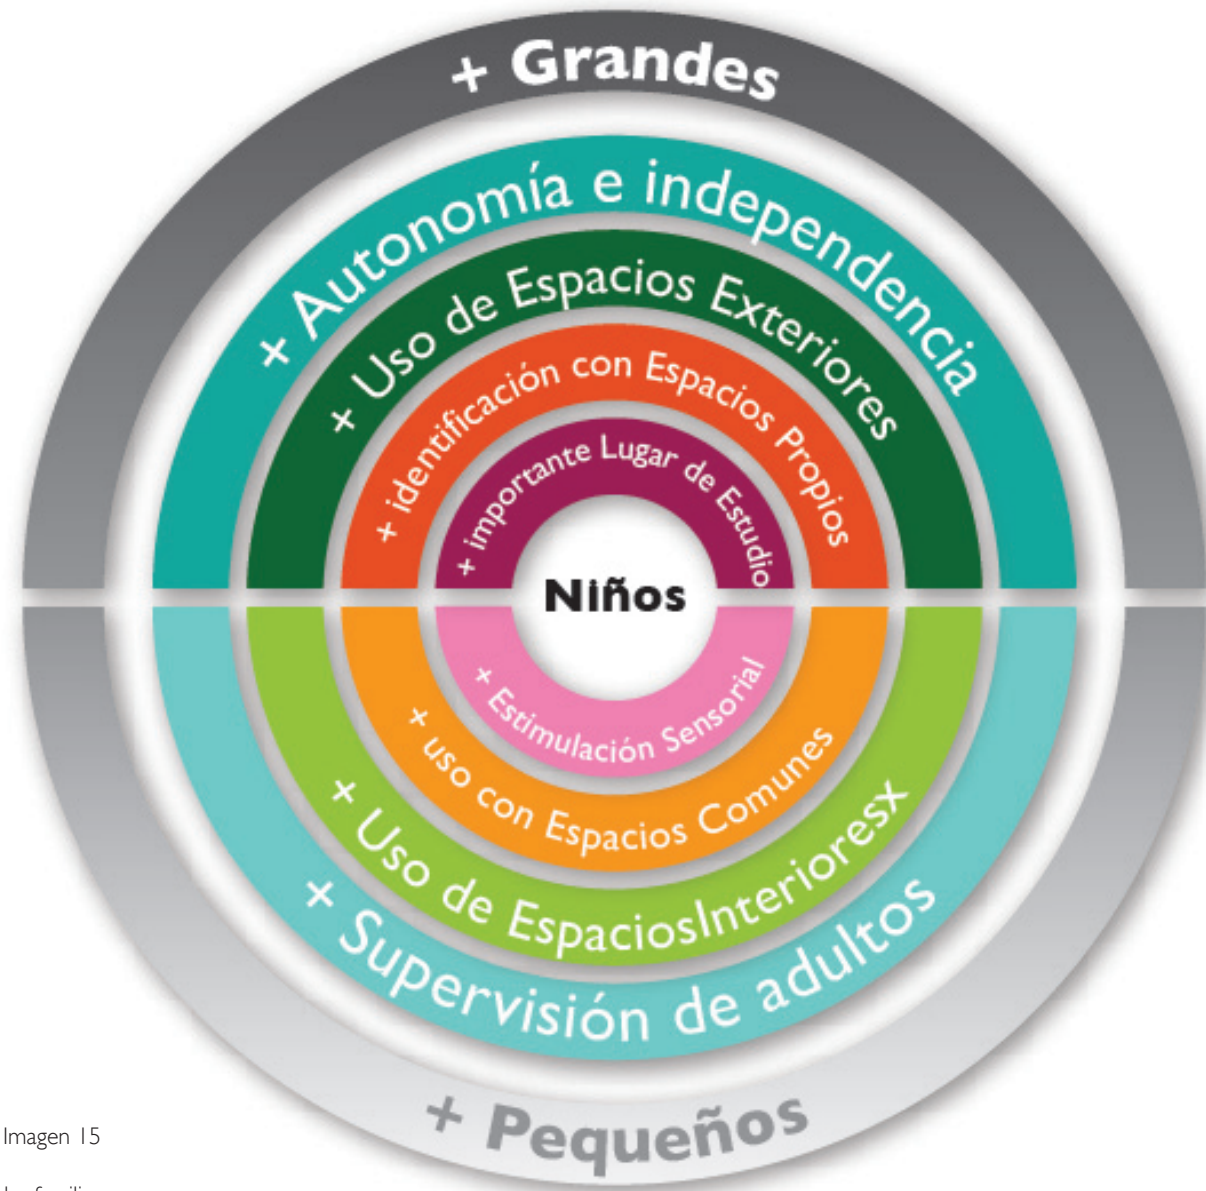 + Grandes
+ Autonomía e independencia
+ Uso de Espacios Exteriores
+ identificación con Espacios Propios
+ importante Lugar de Estudio
Niños
+ Estimulación Sensorial
+ uso con Espacios Comunes
+ Uso de EspaciosInterioresx
+ Supervisión de adultos
+ Pequeños
Imagen 15